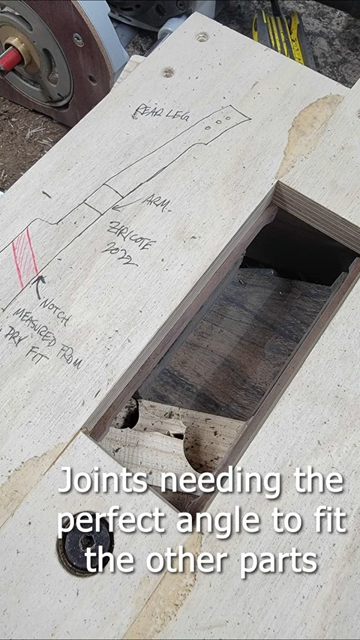 REAR LEG
ARM.
ZIRICOTE
2022
NOTCH
MEASURED FROM
DRY FIT
Joints needing the
perfect angle to fit
the other parts